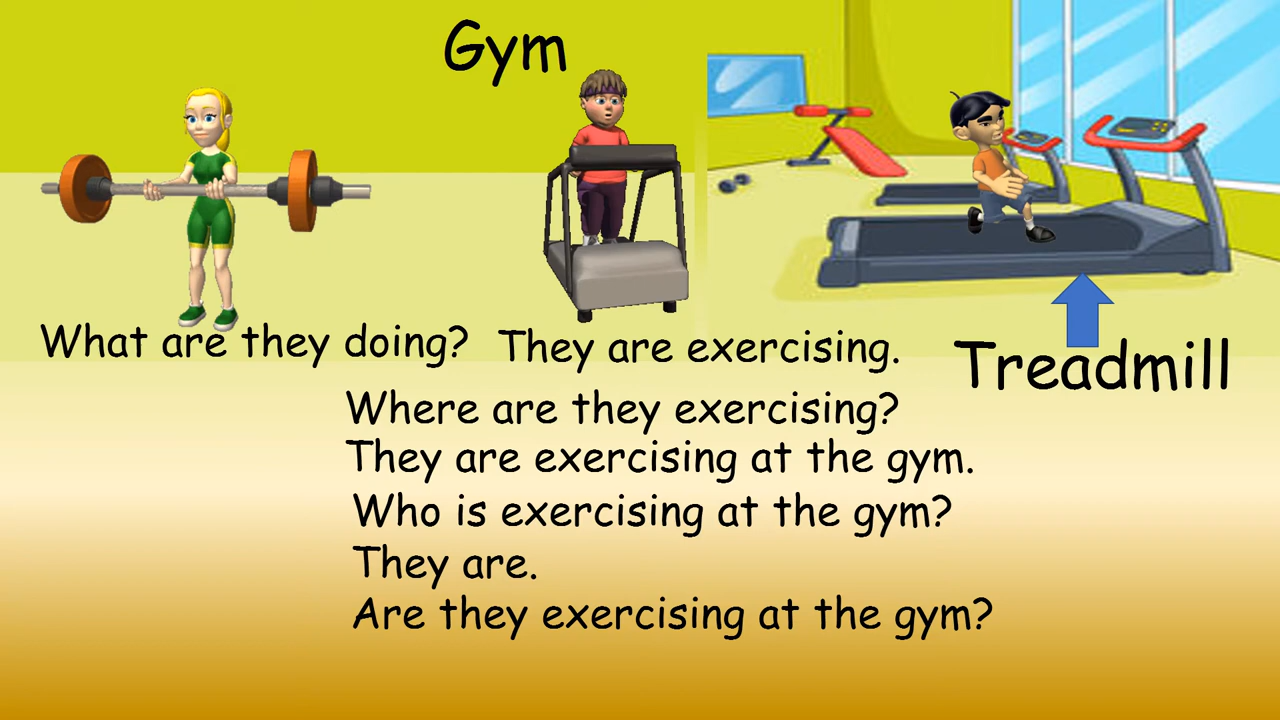 Gym
What are they doing? They are exercising.
Treadmill
Where are they exercising?
They are exercising at the gym.
Who is exercising at the gym?
They are.
Are they exercising at the gym?